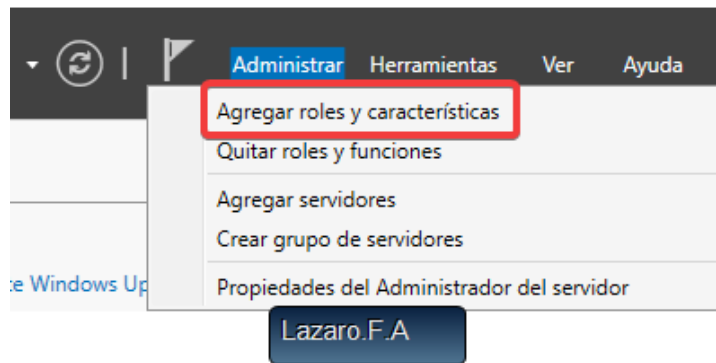 Administrar Herramientas Ver Ayuda
Agregar roles y características
Quitar roles y funciones
Agregar servidores
Crear grupo de servidores
Windows
Propiedades del Administrador del servidor
Lazaro.F.A